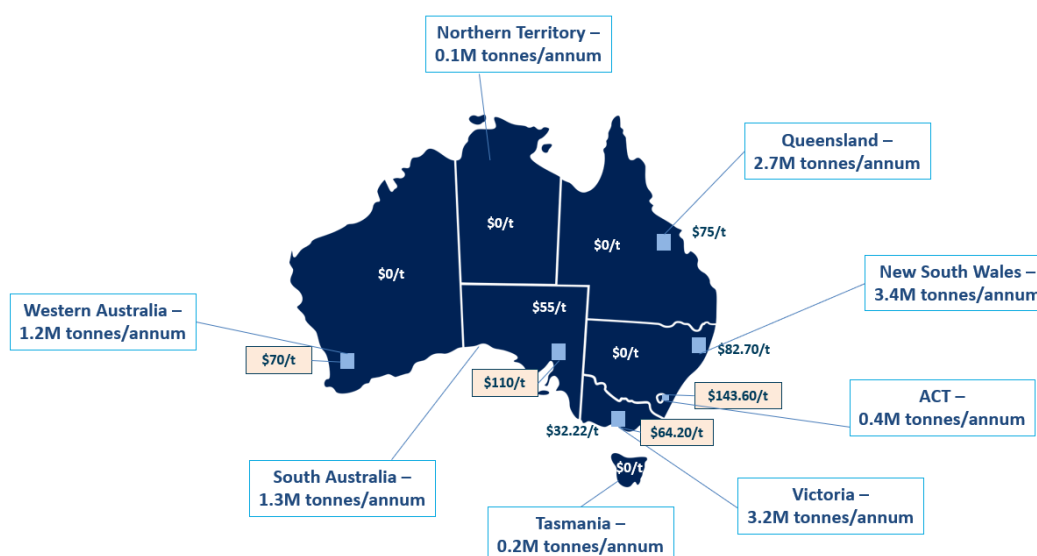 Northern Territory –
0.1M tonnes/annum
Queensland –
2.7M tonnes/annum
$0/t
$0/t
$75/t
$0/t
New South Wales –
3.4M tonnes/annum
Western Australia –
1.2M tonnes/annum
$55/t
$0/t
$82.70/t
$70/t
$110/t
$143.60/t
ACT –
0.4M tonnes/annum
$32.22/t
$64.20/t
South Australia –
1.3M tonnes/annum
$0/t
Victoria –
3.2M tonnes/annum
Tasmania –
0.2M tonnes/annum